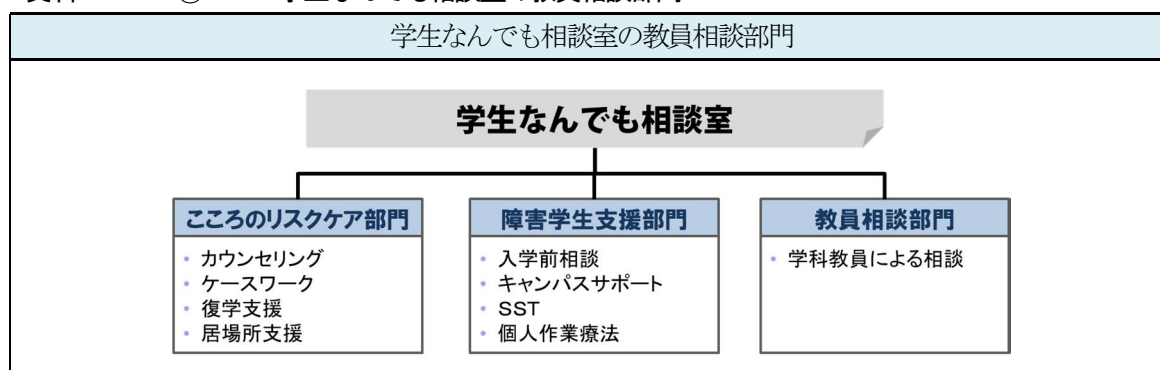 学生なんでも相談室の教員相談部門
学生なんでも相談室
こころのリスクケア部門
・ カウンセリング
・ ケースワーク
・ 復学支援
・ 居場所支援
障害学生支援部門
・ 入学前相談
・ キャンパスサポート
・ SST
・ 個人作業療法
教員相談部門
・ 学科教員による相談